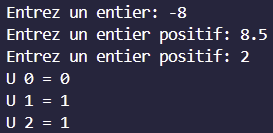 Entrez un entier: -8
Entrez un entier positif: 8.5
Entrez un entier positif: 2
U 0 = 0
U 1 = 1
U 2 = 1